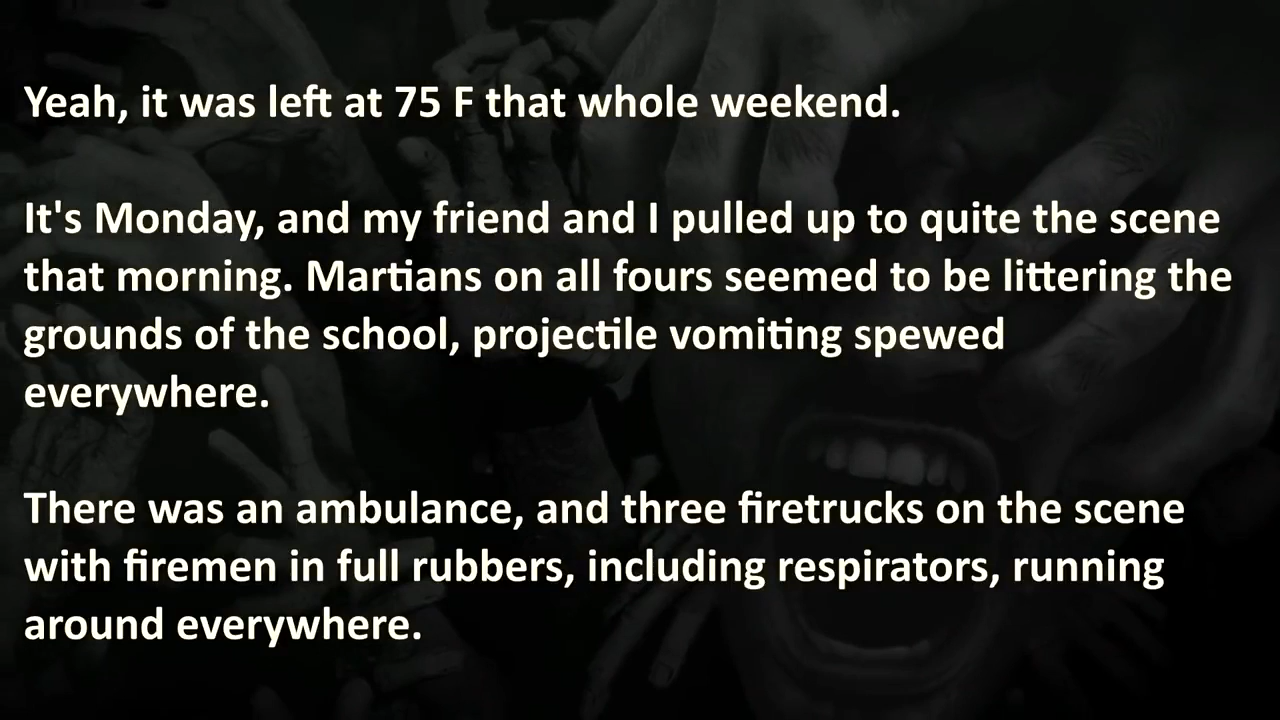 Yeah, it was left at 75 F that whole weekend.
It's Monday, and my friend and I pulled up to quite the scene
that morning. Martians on all fours seemed to be littering the
grounds of the school, projectile vomiting spewed
everywhere.
There was an ambulance, and three firetrucks on the scene
with firemen in full rubbers, including respirators, running
around everywhere.